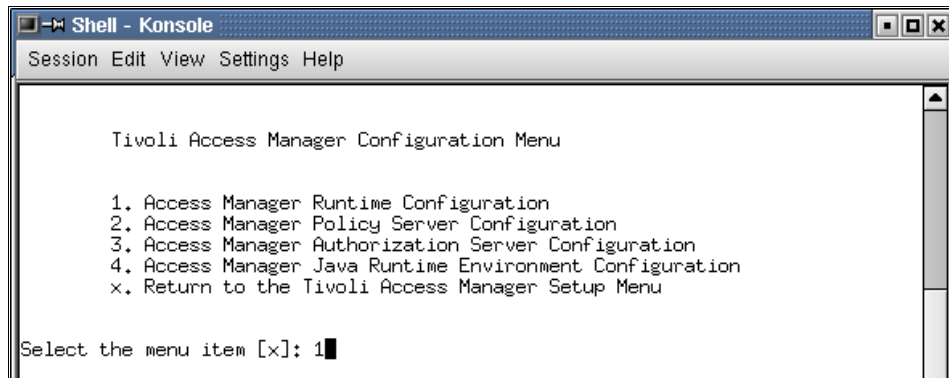 Shell - Konsole
Session Edit View Settings Help
Tivoli Access Manager Configuration Menu
1. Access Manager Runtime Configuration
2. Access Manager Policy Server Configuration
3. Access Manager Authorization Server Configuration
4. Access Manager Java Runtime Environment Configuration
x. Return to the Tivoli Access Manager Setup Menu
Select the menu item [x]: 1